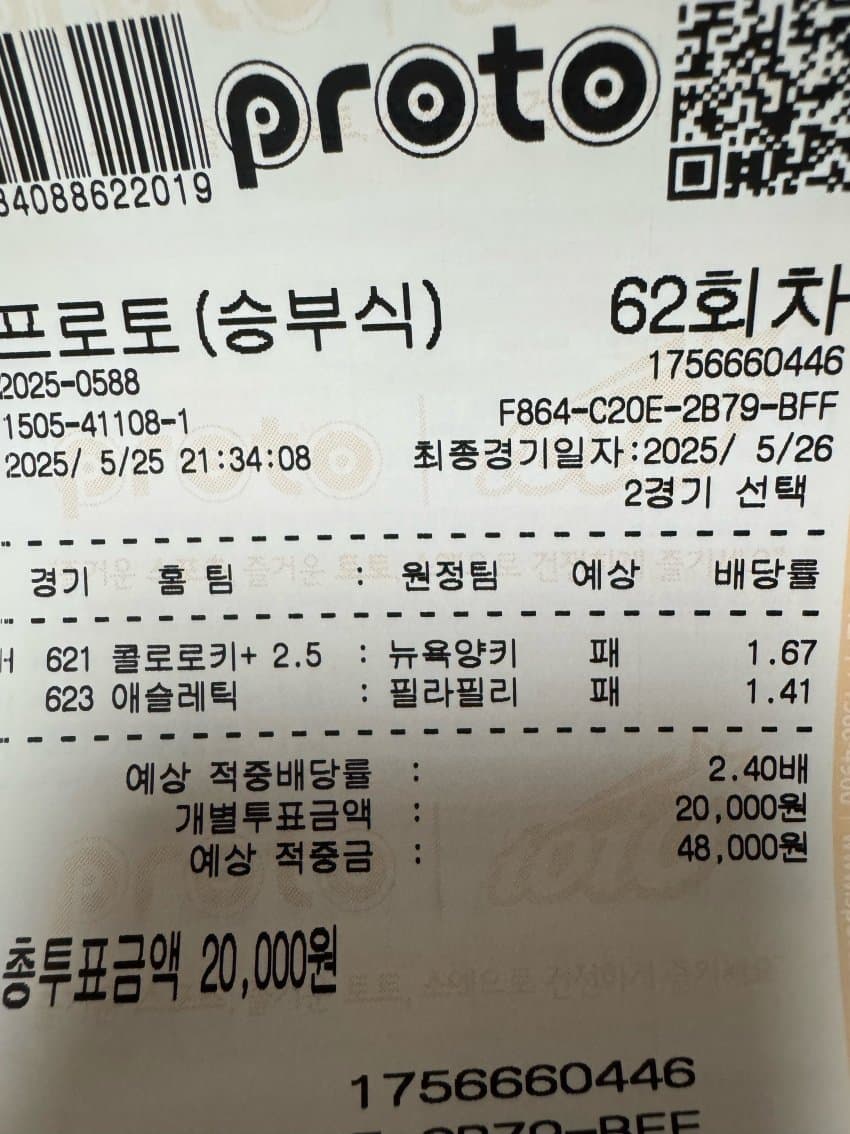 proto
84088622019
프로토(승부식) 62회차
2025-0588 1756660446
1505-41108-1 F864-C20E-2B79-BFF
2025/ 5/25 21:34:08 최종경기일자:2025/ 5/26
2경기 선택
경기 홈팀 : 원정팀 예상 배당률
621 콜로로키+ 2.5 : 뉴욕양키 패 1.67
623 애슬레틱 : 필라필리 패 1.41
예상 적중배당률 : 2.40배
개별투표금액 : 20,000원
예상 적중금 : 48,000원
총투표금액 20,000원
1756660446